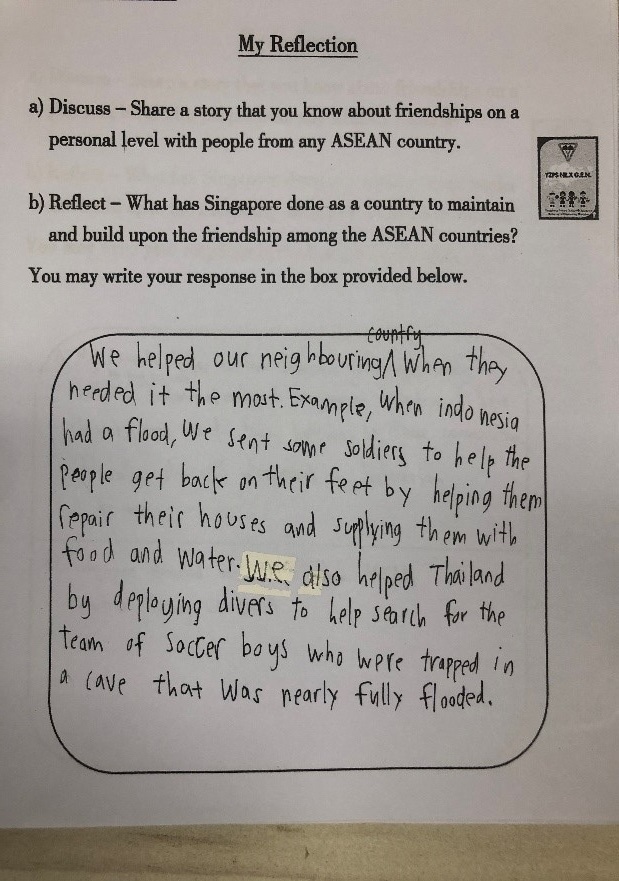 My Reflection
a) Discuss – Share a story that you know about friendships on a
personal level with people from any ASEAN country.
b) Reflect – What has Singapore done as a country to maintain
and build upon the friendship among the ASEAN countries?
You may write your response in the box provided below.
country
We helped our neighbouring When they
needed it the most. Example, When indonesia
had a flood, We sent some soldiers to help the
People get back on their feet by helping them
repair their houses and supplying them with
food and water. We also helped Thailand
by deploying divers to help search for the
team of Soccer boys who were trapped in
a cave that was nearly fully flooded.